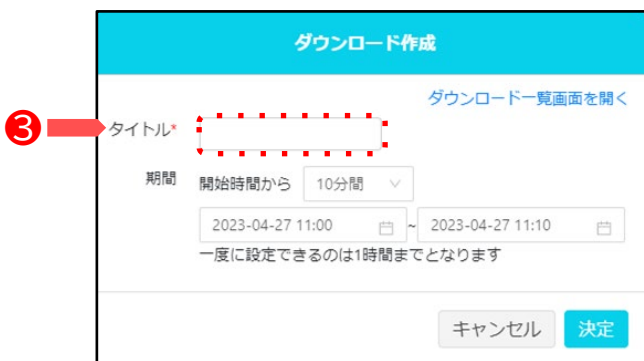 ダウンロード作成
ダウンロード一覧画面を開く
❸ タイトル*
期間 開始時間から 10分間
2023-04-27 11:00 ~ 2023-04-27 11:10
一度に設定できるのは1時間までとなります
キャンセル 決定